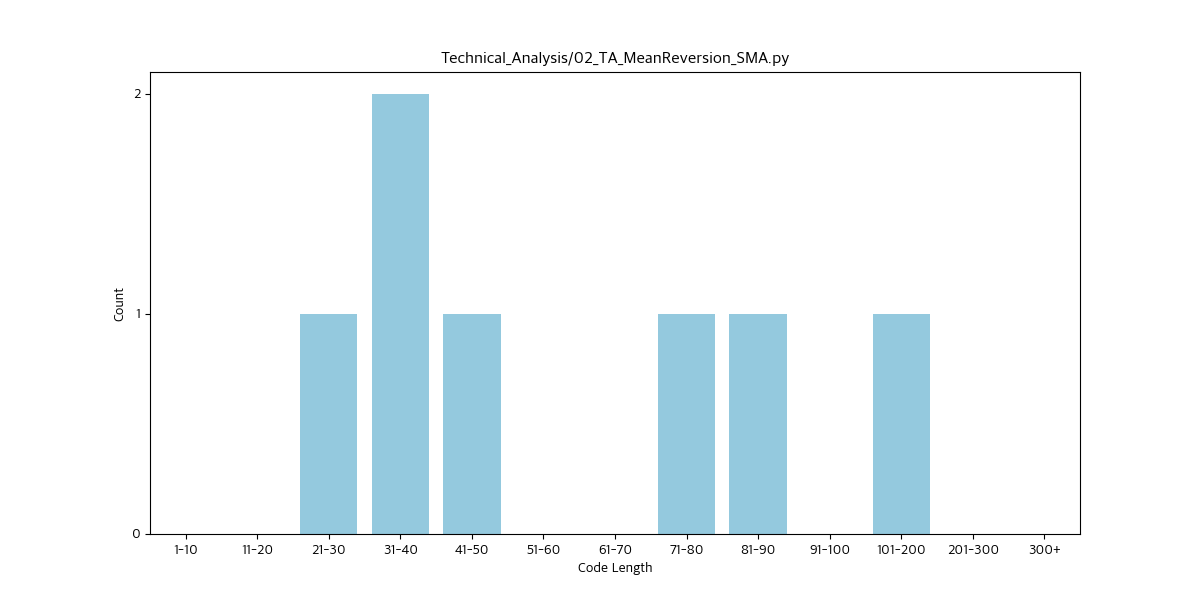 Technical_Analysis/02_TA_MeanReversion_SMA.py
2
1
0
Count
1-10 11-20 21-30 31-40 41-50 51-60 61-70 71-80 81-90 91-100 101-200 201-300 300+
Code Length